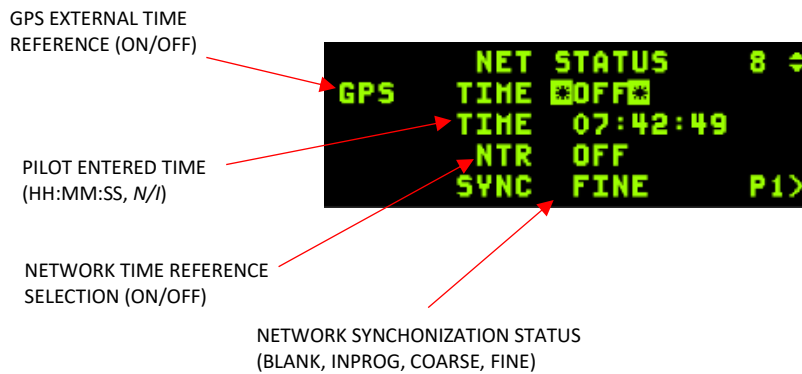 GPS EXTERNAL TIME
REFERENCE (ON/OFF)
NET STATUS 8
GPS TIME *OFF*
TIME 07:42:49
NTR OFF
SYNC FINE P1>
PILOT ENTERED TIME
(HH:MM:SS, N/I)
NETWORK TIME REFERENCE
SELECTION (ON/OFF)
NETWORK SYNCHONIZATION STATUS
(BLANK, INPROG, COARSE, FINE)